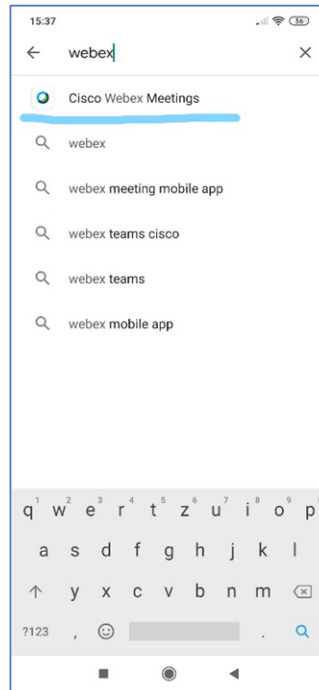 15:37
36
webex
Cisco Webex Meetings
webex
webex meeting mobile app
webex teams cisco
webex teams
webex mobile app
1 2 3 4 5 6 7 8 9
q w e r t z u i o p
a s d f g h j k l
y x c v b n m
?123 , .